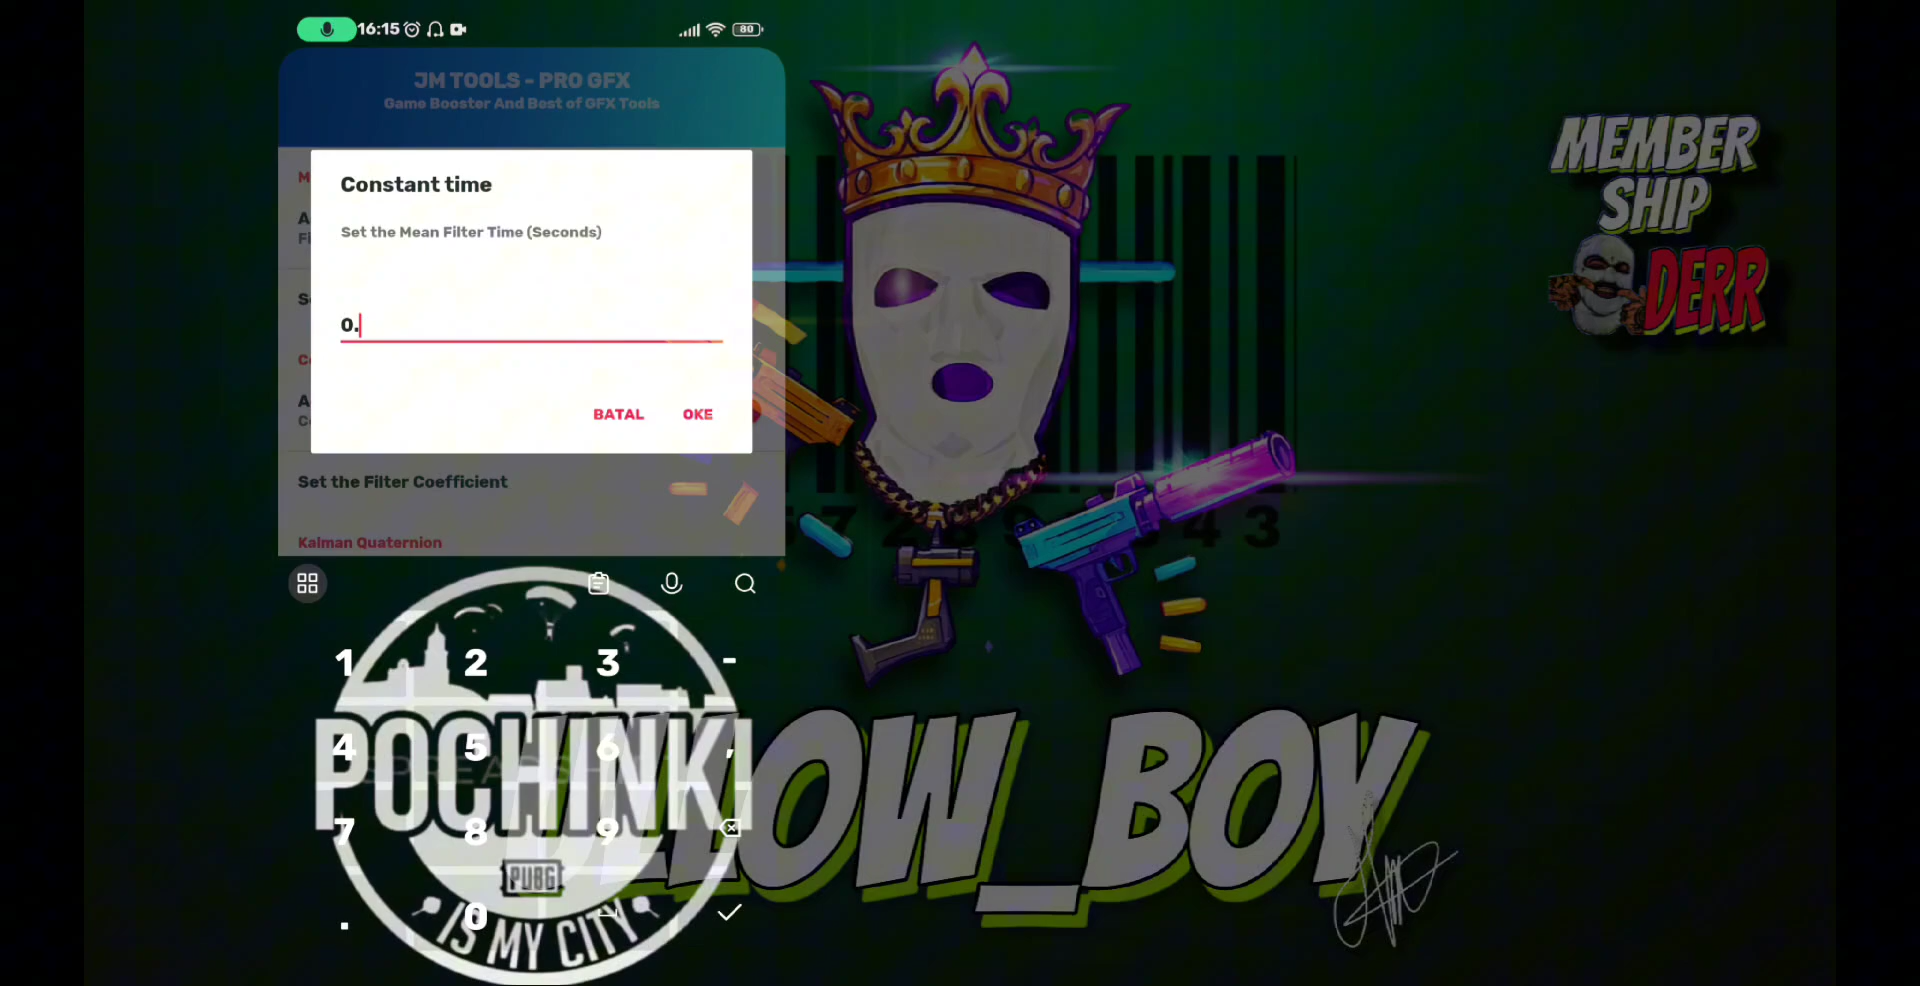 16:15
80
JM TOOLS - PRO GFX
Game Booster And Best of GFX Tools
Constant time
Set the Mean Filter Time (Seconds)
0.
BATAL OKE
Set the Filter Coefficient
Kalman Quaternion
1 2 3 -
4 5 6 ,
7 8 9
. 0
POCHINKI
PUBG
IS MY CITY
LLOW_BOY
MEMBER
SHIP
DERR